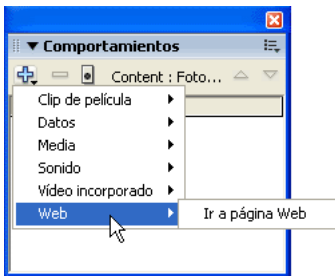 Comportamientos
Content : Foto...
Clip de película
Datos
Media
Sonido
Vídeo incorporado
Web
Ir a página Web